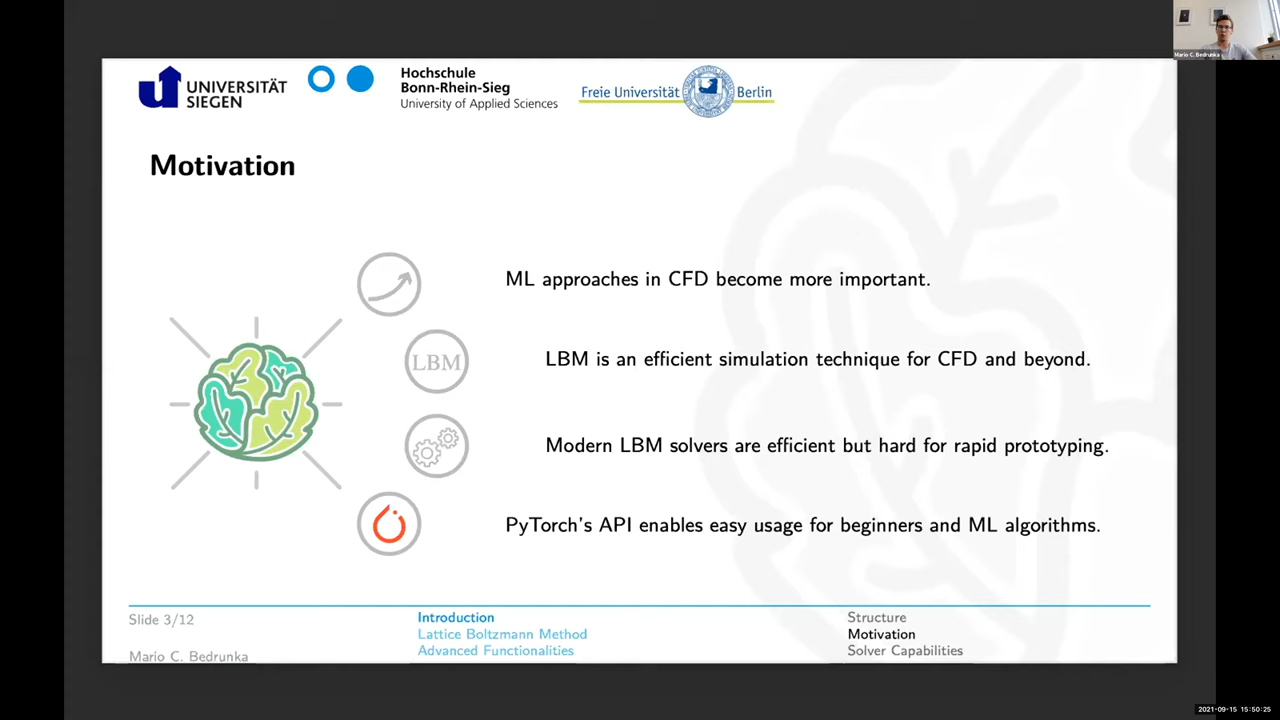 Mario C. Bedrunka
UNIVERSITÄT
SIEGEN
Hochschule
Bonn-Rhein-Sieg
University of Applied Sciences
Freie Universität Berlin
Motivation
ML approaches in CFD become more important.
LBM
LBM is an efficient simulation technique for CFD and beyond.
Modern LBM solvers are efficient but hard for rapid prototyping.
PyTorch's API enables easy usage for beginners and ML algorithms.
Slide 3/12
Mario C. Bedrunka
Introduction
Lattice Boltzmann Method
Advanced Functionalities
Structure
Motivation
Solver Capabilities
2021-09-15 15:50:25